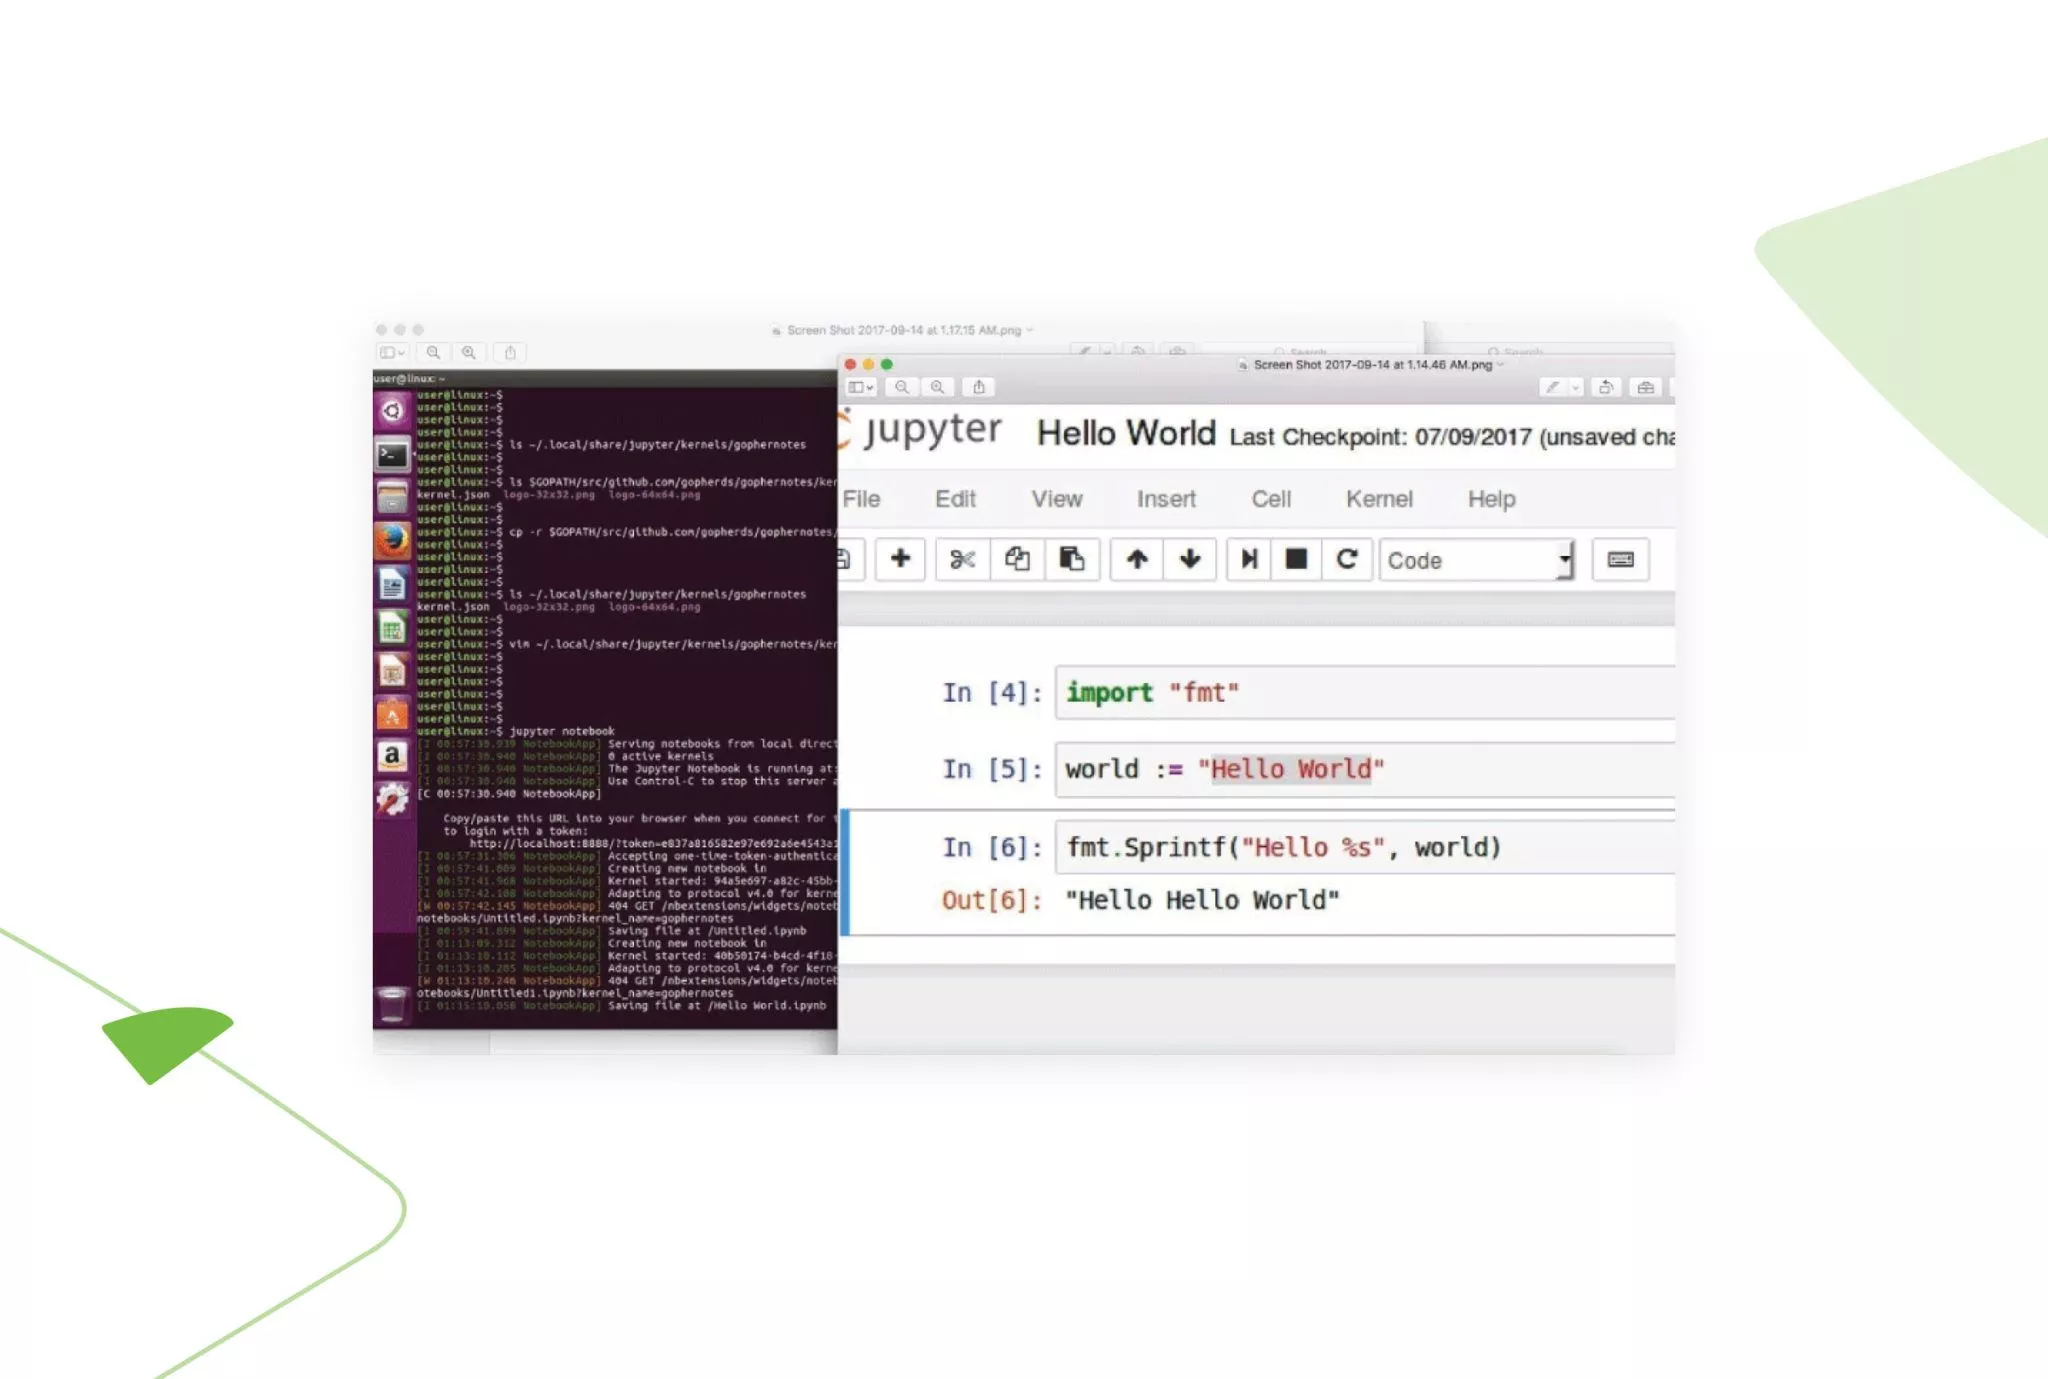 Screen Shot 2017-09-14 at 1.17.15 AM.png
Search
Search
user@linux: ~
user@linux:~$
user@linux:~$
user@linux:~$
user@linux:~$
user@linux:~$ ls ~/.local/share/jupyter/kernels/gophernotes
user@linux:~$
user@linux:~$
user@linux:~$ ls $GOPATH/src/github.com/gopherds/gophernotes/ker
kernel.json logo-32x32.png logo-64x64.png
user@linux:~$
user@linux:~$
user@linux:~$ cp -r $GOPATH/src/github.com/gopherds/gophernotes/
user@linux:~$
user@linux:~$
user@linux:~$
user@linux:~$
user@linux:~$ ls ~/.local/share/jupyter/kernels/gophernotes
kernel.json logo-32x32.png logo-64x64.png
user@linux:~$
user@linux:~$
user@linux:~$ vim ~/.local/share/jupyter/kernels/gophernotes/ker
user@linux:~$
user@linux:~$
user@linux:~$
user@linux:~$
user@linux:~$
user@linux:~$
user@linux:~$ jupyter notebook
[I 00:57:30.939 NotebookApp] Serving notebooks from local direct
[I 00:57:30.940 NotebookApp] 0 active kernels
[I 00:57:30.940 NotebookApp] The Jupyter Notebook is running at:
[I 00:57:30.940 NotebookApp] Use Control-C to stop this server a
[C 00:57:30.940 NotebookApp]
Copy/paste this URL into your browser when you connect for
to login with a token:
http://localhost:8888/?token=e837a816582e97e692a6e4543a
[I 00:57:31.306 NotebookApp] Accepting one-time-token-authentica
[I 00:57:41.809 NotebookApp] Creating new notebook in
[I 00:57:41.968 NotebookApp] Kernel started: 94a5e697-a82c-45bb-
[I 00:57:42.108 NotebookApp] Adapting to protocol v4.0 for kerne
[W 00:57:42.145 NotebookApp] 404 GET /nbextensions/widgets/noteb
notebooks/Untitled.ipynb?kernel_name=gophernotes
[I 00:59:41.899 NotebookApp] Saving file at /Untitled.ipynb
[I 01:13:09.312 NotebookApp] Creating new notebook in
[I 01:13:10.112 NotebookApp] Kernel started: 40b50174-b4cd-4f18-
[I 01:13:10.205 NotebookApp] Adapting to protocol v4.0 for kerne
[W 01:13:10.246 NotebookApp] 404 GET /nbextensions/widgets/noteb
otebooks/Untitled1.ipynb?kernel_name=gophernotes
[I 01:15:10.056 NotebookApp] Saving file at /Hello World.ipynb
Screen Shot 2017-09-14 at 1.14.46 AM.png
jupyter Hello World Last Checkpoint: 07/09/2017 (unsaved cha
File Edit View Insert Cell Kernel Help
Code
In [4]: import "fmt"
In [5]: world := "Hello World"
In [6]: fmt.Sprintf("Hello %s", world)
Out[6]: "Hello Hello World"